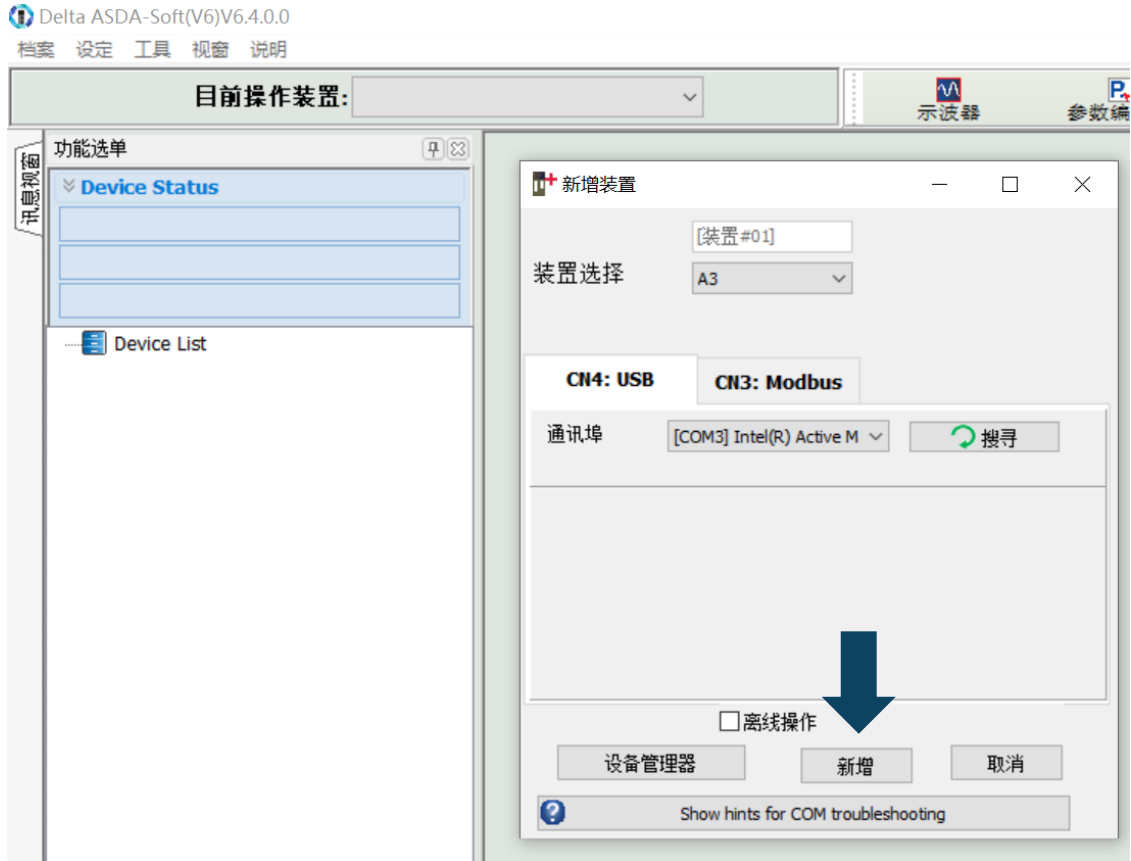 Delta ASDA-Soft(V6)V6.4.0.0
档案 设定 工具 视窗 说明
目前操作装置:
示波器
参数编
讯息视窗
功能选单
Device Status
Device List
新增装置
[装置#01]
装置选择
A3
CN4: USB
CN3: Modbus
通讯埠
[COM3] Intel(R) Active M
搜寻
离线操作
设备管理器
新增
取消
Show hints for COM troubleshooting